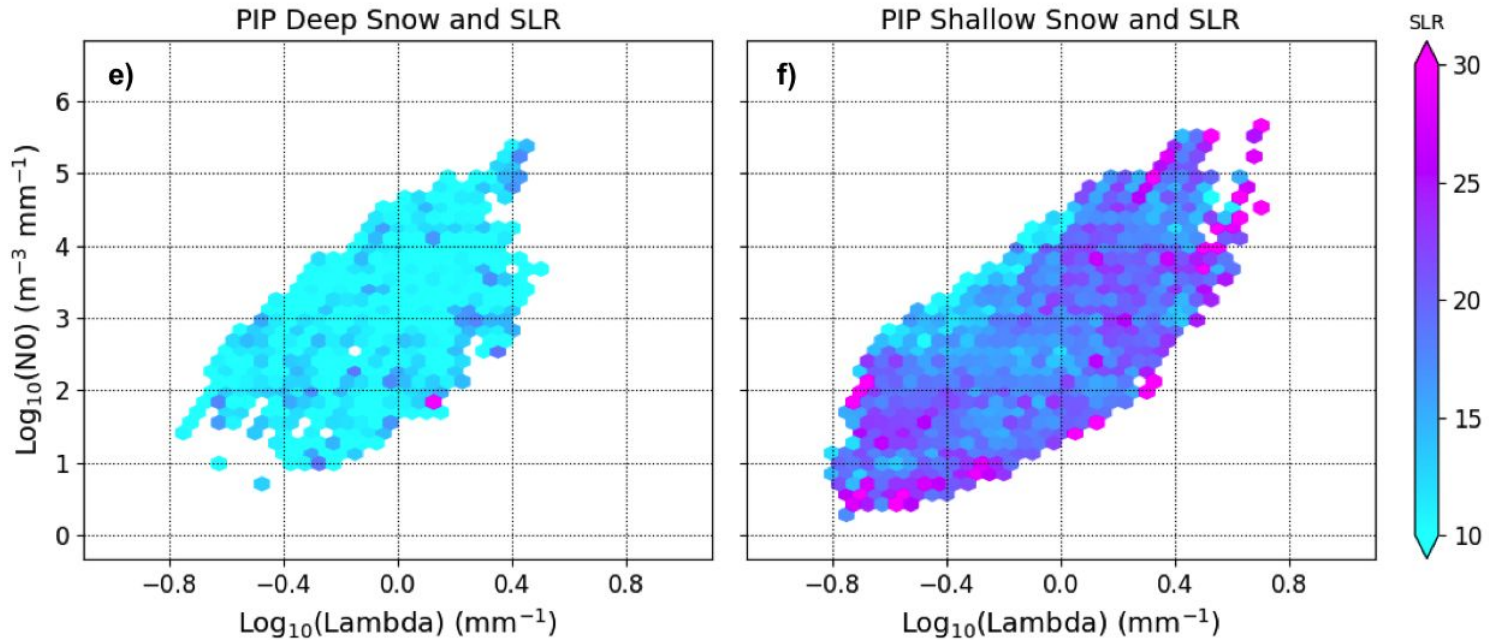 PIP Deep Snow and SLR
PIP Shallow Snow and SLR
SLR
e)
f)
Log₁₀(N0) (m⁻³ mm⁻¹)
6
5
4
3
2
1
0
30
25
20
15
10
−0.8 −0.4 0.0 0.4 0.8
−0.8 −0.4 0.0 0.4 0.8
Log₁₀(Lambda) (mm⁻¹)
Log₁₀(Lambda) (mm⁻¹)